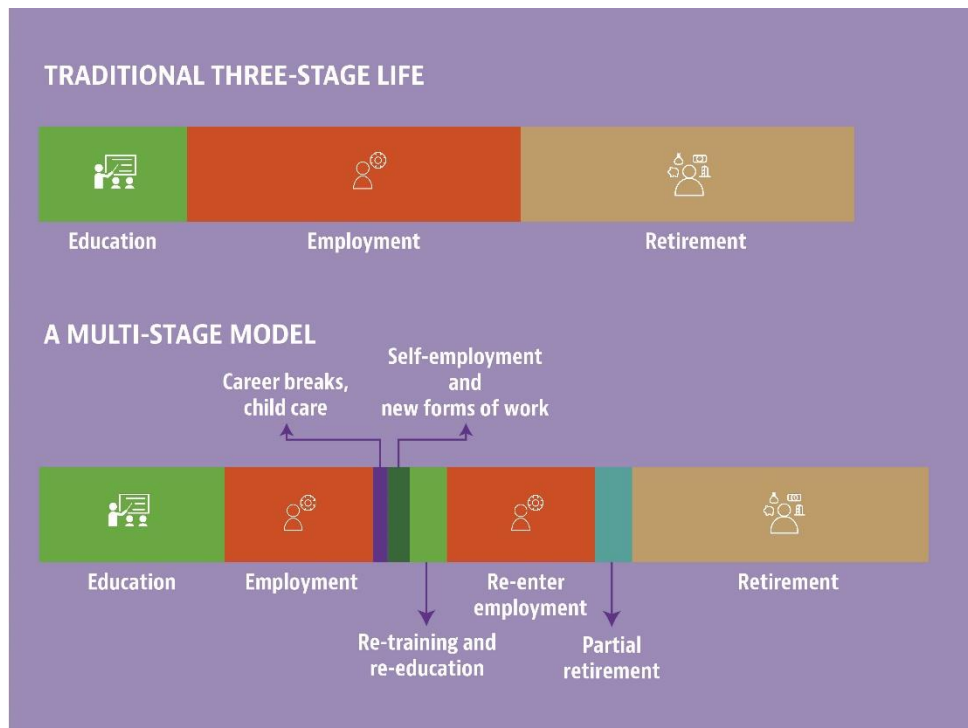 TRADITIONAL THREE-STAGE LIFE
Education
Employment
Retirement
A MULTI-STAGE MODEL
Career breaks,
child care
Self-employment
and
new forms of work
Education
Employment
Re-training and
re-education
Re-enter
employment
Partial
retirement
Retirement